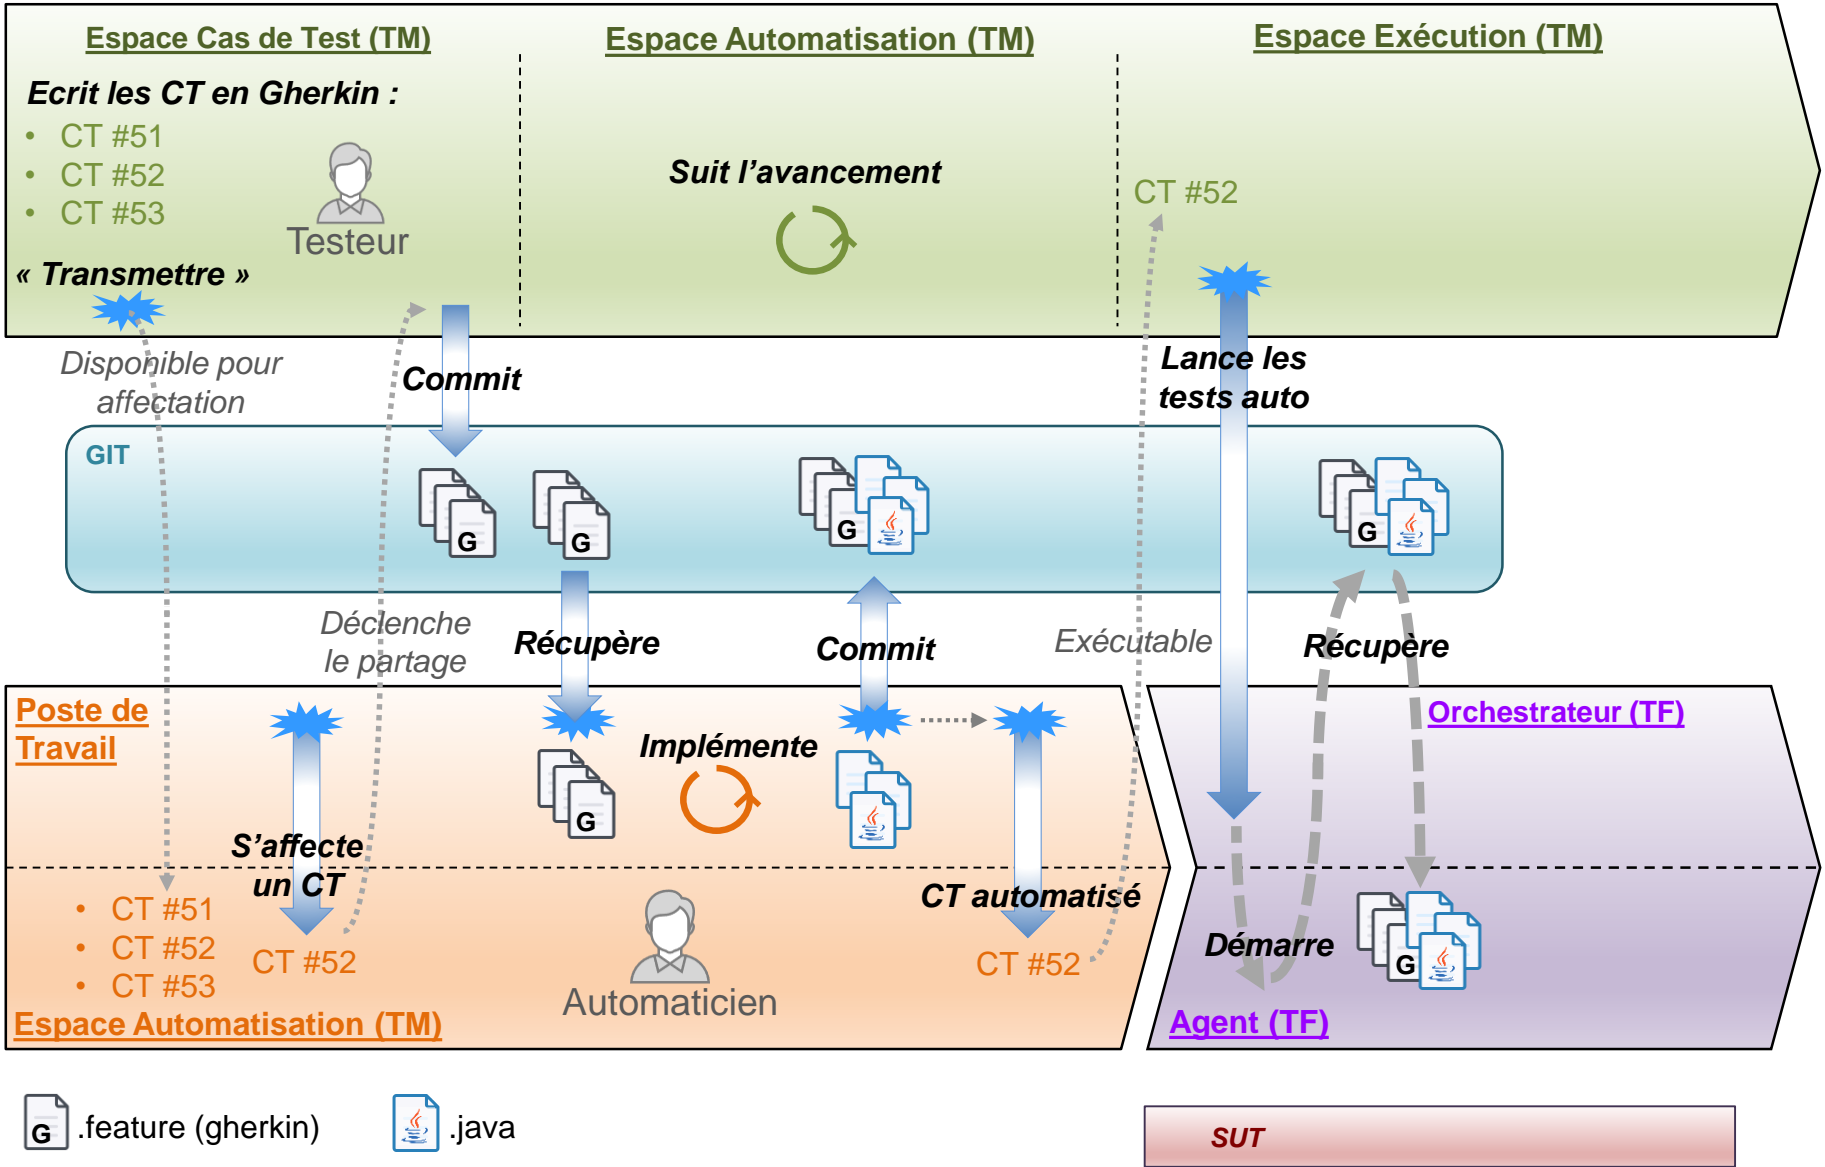 Espace Cas de Test (TM)
Espace Automatisation (TM)
Espace Exécution (TM)
Ecrit les CT en Gherkin :
• CT #51
• CT #52
• CT #53
Testeur
« Transmettre »
Suit l'avancement
CT #52
Disponible pour
affectation
Commit
Lance les
tests auto
GIT
G
G
G
G
Déclenche
le partage
Récupère
Commit
Exécutable
Récupère
Poste de
Travail
Implémente
G
Orchestrateur (TF)
S'affecte
un CT
• CT #51
• CT #52
• CT #53
CT #52
Automaticien
CT automatisé
CT #52
Démarre
G
Espace Automatisation (TM)
Agent (TF)
G .feature (gherkin)
.java
SUT